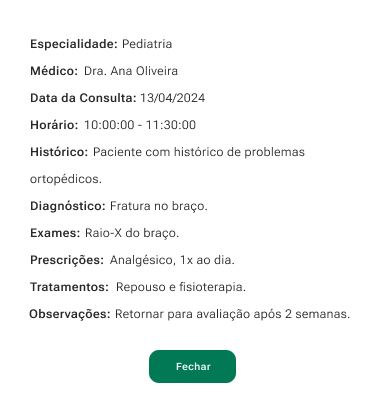 Especialidade: Pediatria
Médico: Dra. Ana Oliveira
Data da Consulta: 13/04/2024
Horário: 10:00:00 - 11:30:00
Histórico: Paciente com histórico de problemas
ortopédicos.
Diagnóstico: Fratura no braço.
Exames: Raio-X do braço.
Prescrições: Analgésico, 1x ao dia.
Tratamentos: Repouso e fisioterapia.
Observações: Retornar para avaliação após 2 semanas.
Fechar